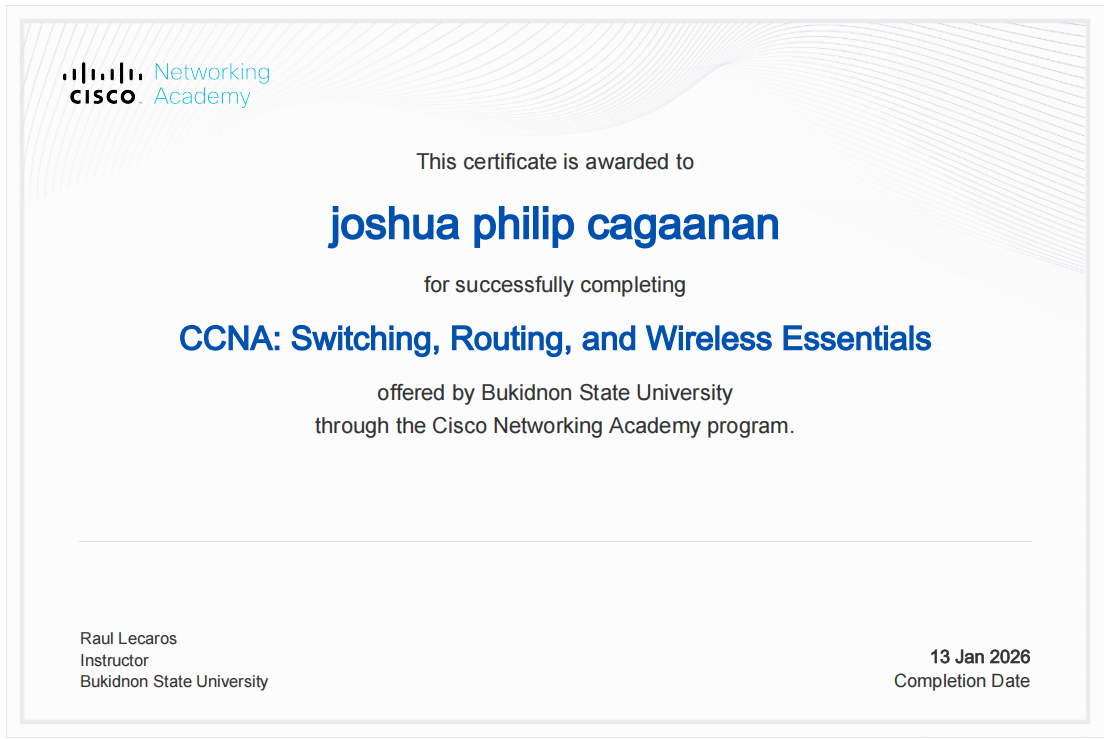 CISCO Networking Academy
This certificate is awarded to
joshua philip cagaanan
for successfully completing
CCNA: Switching, Routing, and Wireless Essentials
offered by Bukidnon State University
through the Cisco Networking Academy program.
Raul Lecaros
Instructor
Bukidnon State University
13 Jan 2026
Completion Date